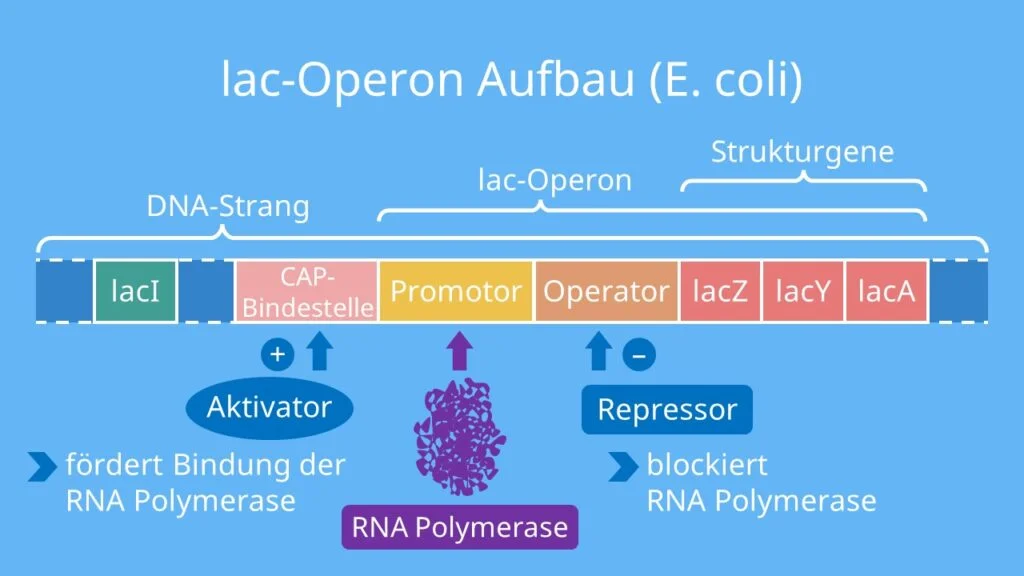 lac-Operon Aufbau (E. coli)
Strukturgene
lac-Operon
DNA-Strang
lacI
CAP-
Bindestelle
Promotor
Operator
lacZ
lacY
lacA
+
–
Aktivator
Repressor
fördert Bindung der
RNA Polymerase
blockiert
RNA Polymerase
RNA Polymerase